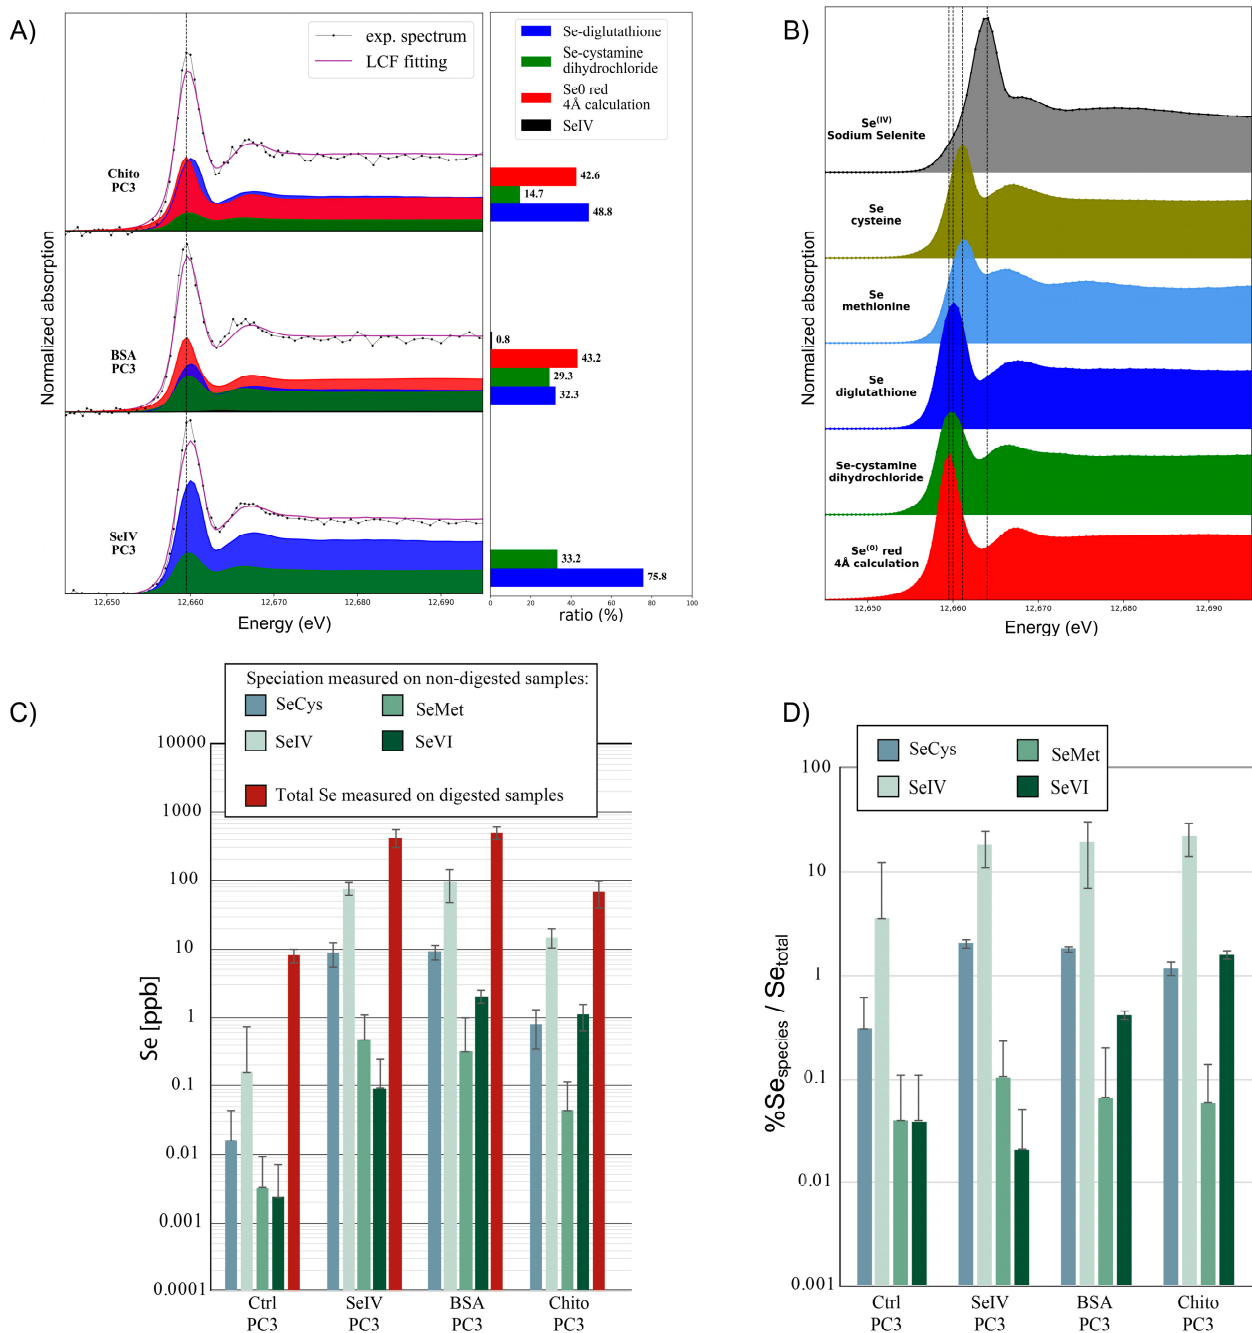 A)
exp. spectrum
LCF fitting
Se-diglutathione
Se-cystamine
dihydrochloride
Se0 red
4Å calculation
SeIV
Normalized absorption
Chito
PC3
BSA
PC3
SeIV
PC3
42.6
14.7
48.8
0.8
43.2
29.3
32.3
33.2
75.8
12,650
12,660
12,670
12,680
12,690
Energy (eV)
0
20
40
60
80
100
ratio (%)
B)
Normalized absorption
Se(IV)
Sodium Selenite
Se
cysteine
Se
methionine
Se
diglutathione
Se-cystamine
dihydrochloride
Se(0) red
4Å calculation
12,650
12,660
12,670
12,680
12,690
Energy (eV)
C)
Speciation measured on non-digested samples:
SeCys
SeMet
SeIV
SeVI
Total Se measured on digested samples
Se [ppb]
10000
1000
100
10
1
0.1
0.01
0.001
0.0001
Ctrl
PC3
SeIV
PC3
BSA
PC3
Chito
PC3
D)
SeCys
SeMet
SeIV
SeVI
%Sespecies / Setotal
100
10
1
0.1
0.01
0.001
Ctrl
PC3
SeIV
PC3
BSA
PC3
Chito
PC3